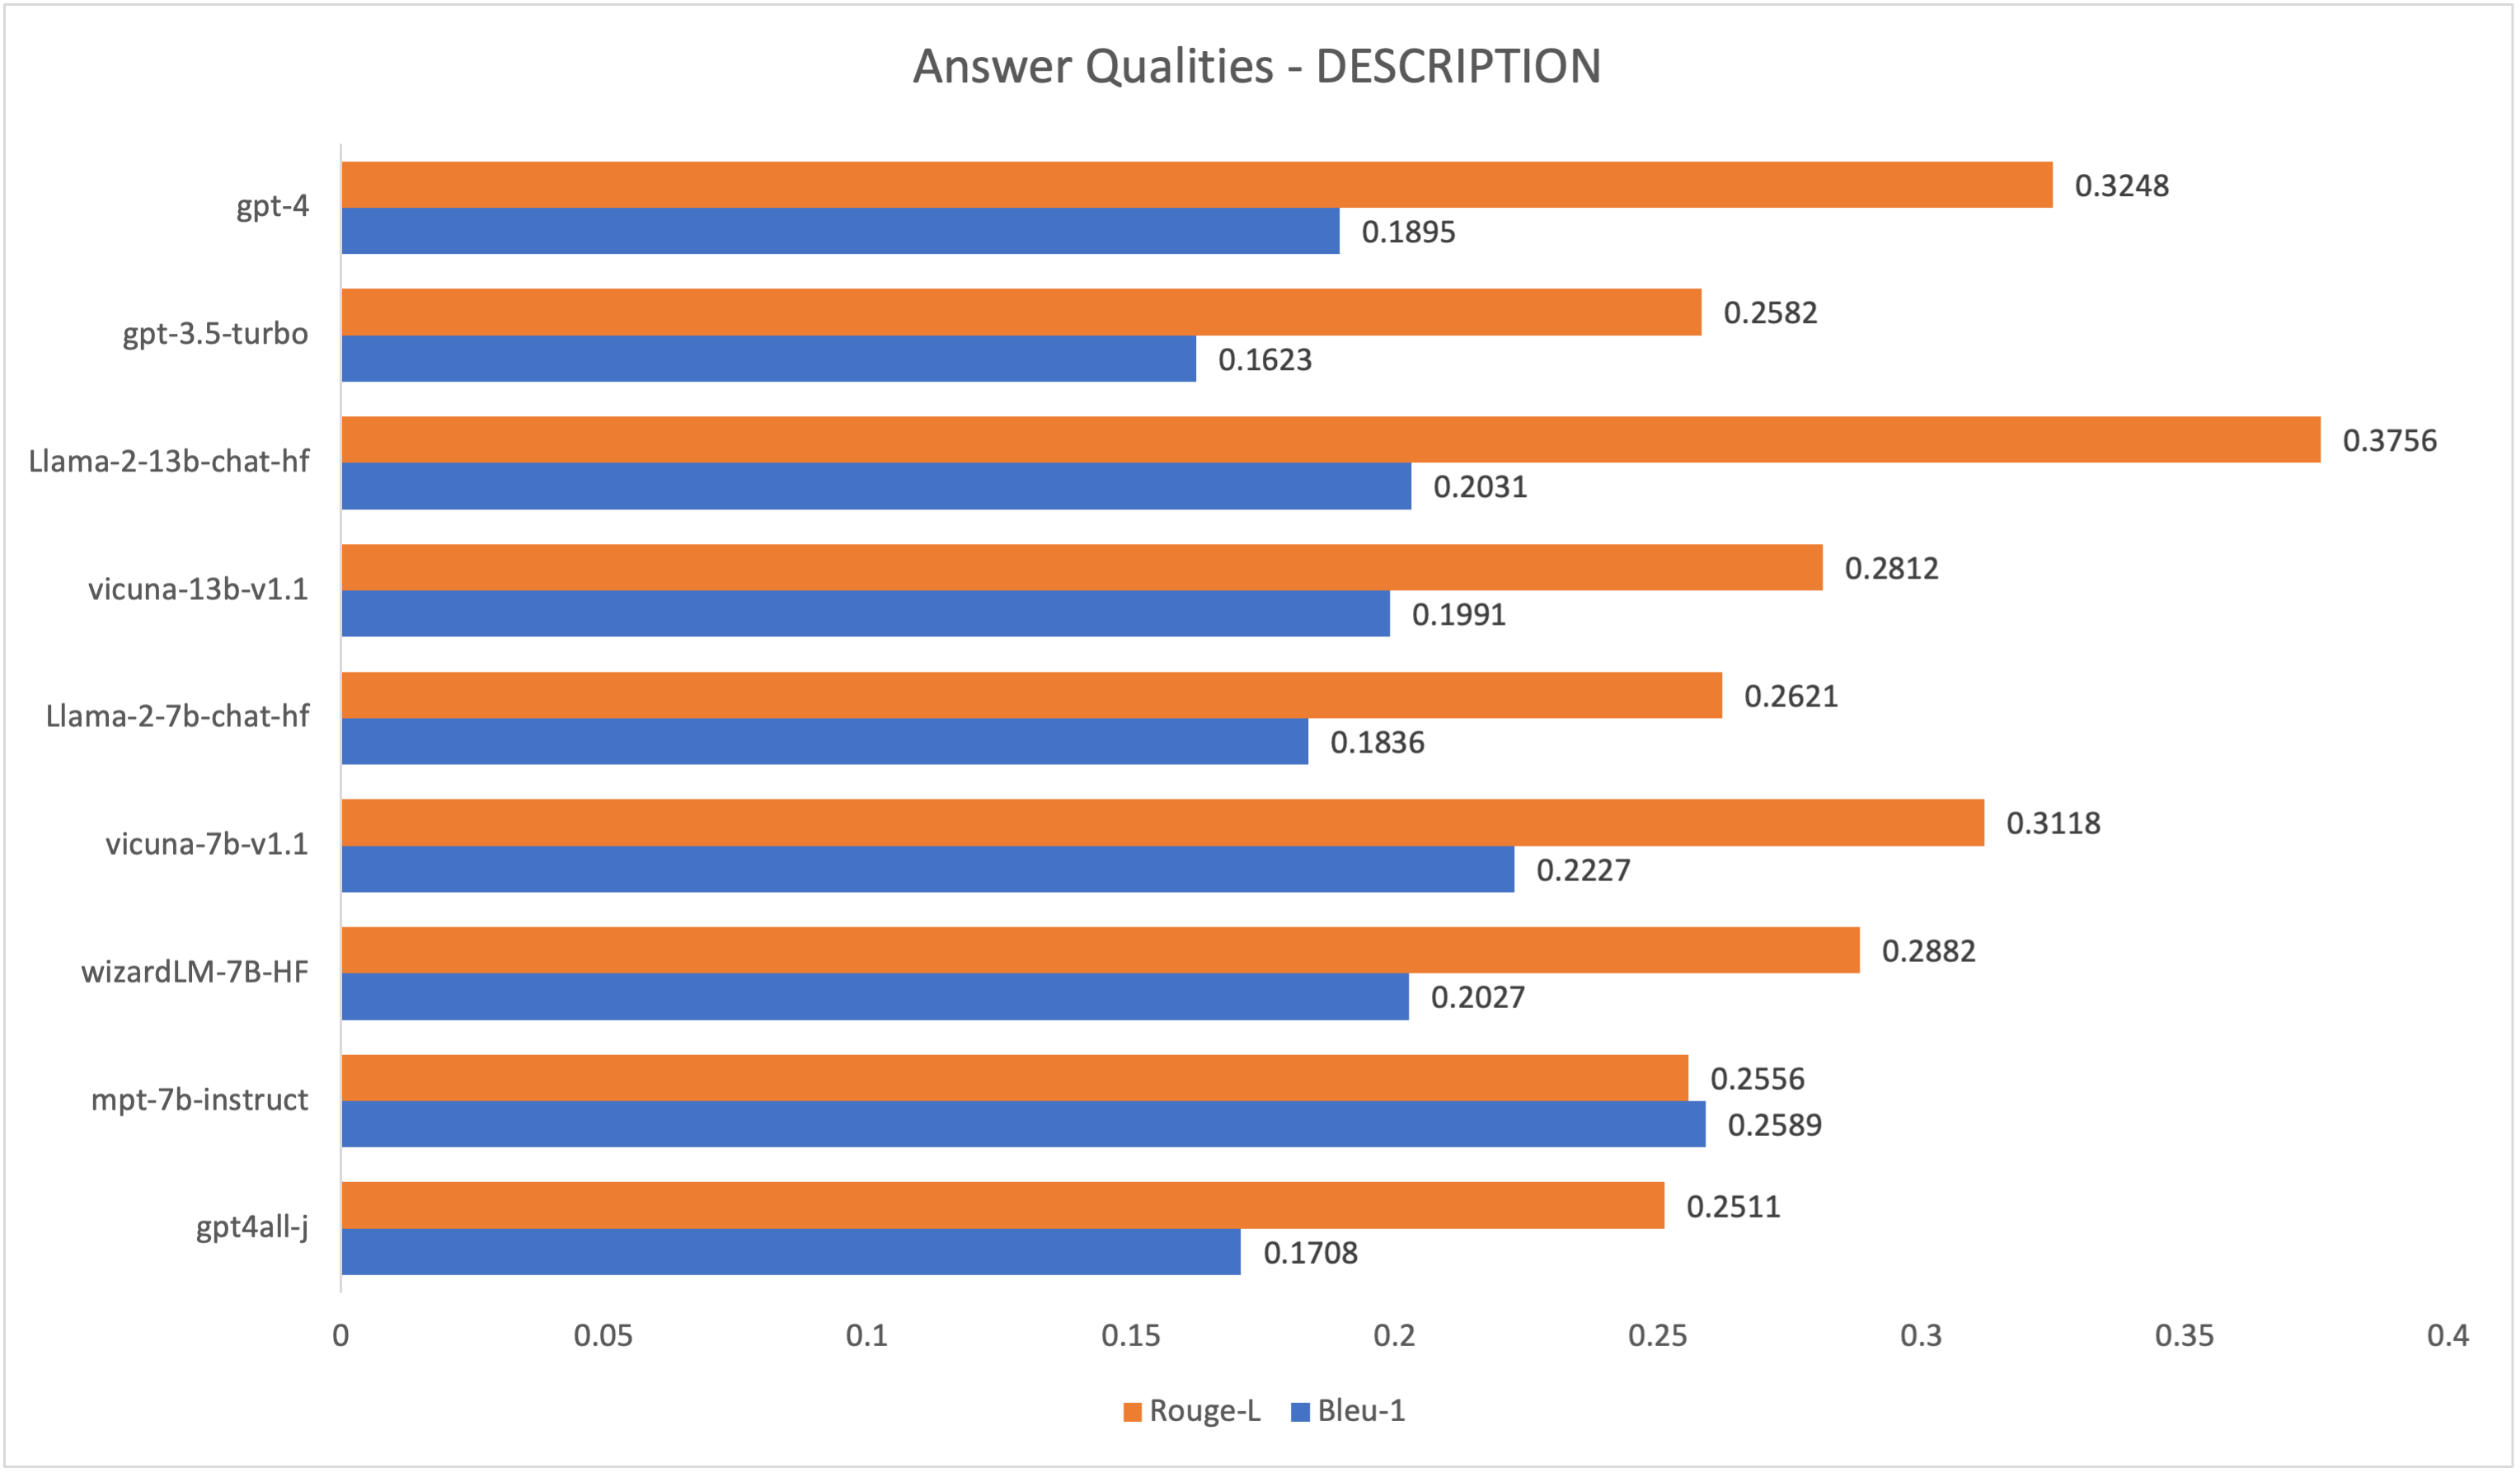 Answer Qualities - DESCRIPTION
gpt-4
0.3248
0.1895
gpt-3.5-turbo
0.2582
0.1623
Llama-2-13b-chat-hf
0.3756
0.2031
vicuna-13b-v1.1
0.2812
0.1991
Llama-2-7b-chat-hf
0.2621
0.1836
vicuna-7b-v1.1
0.3118
0.2227
wizardLM-7B-HF
0.2882
0.2027
mpt-7b-instruct
0.2556
0.2589
gpt4all-j
0.2511
0.1708
0 0.05 0.1 0.15 0.2 0.25 0.3 0.35 0.4
Rouge-L Bleu-1